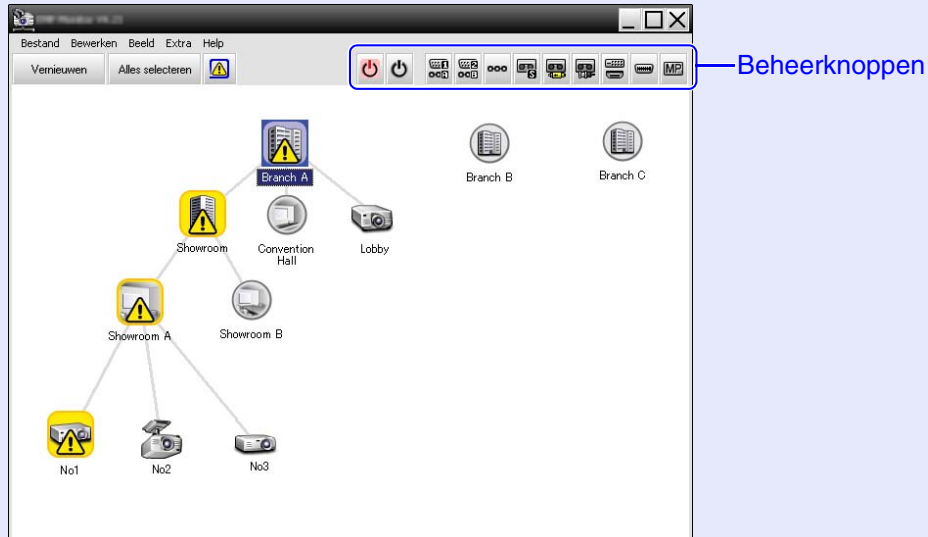 Bestand Bewerken Beeld Extra Help
Vernieuwen Alles selecteren
MP
Beheerknoppen
Branch A
Branch B
Branch C
Showroom
Convention
Hall
Lobby
Showroom A
Showroom B
No1
No2
No3